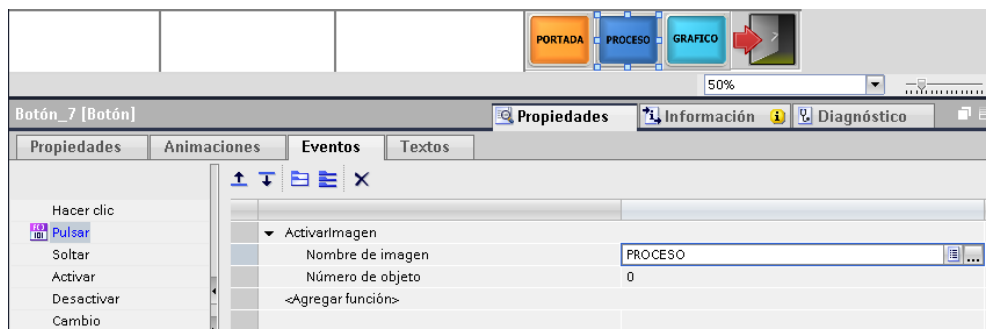 PORTADA PROCESO GRAFICO
50%
Botón_7 [Botón] Propiedades Información Diagnóstico
Propiedades Animaciones Eventos Textos
Hacer clic
Pulsar ActivarImagen
Nombre de imagen PROCESO
Soltar
Número de objeto 0
Activar
<Agregar función>
Desactivar
Cambio